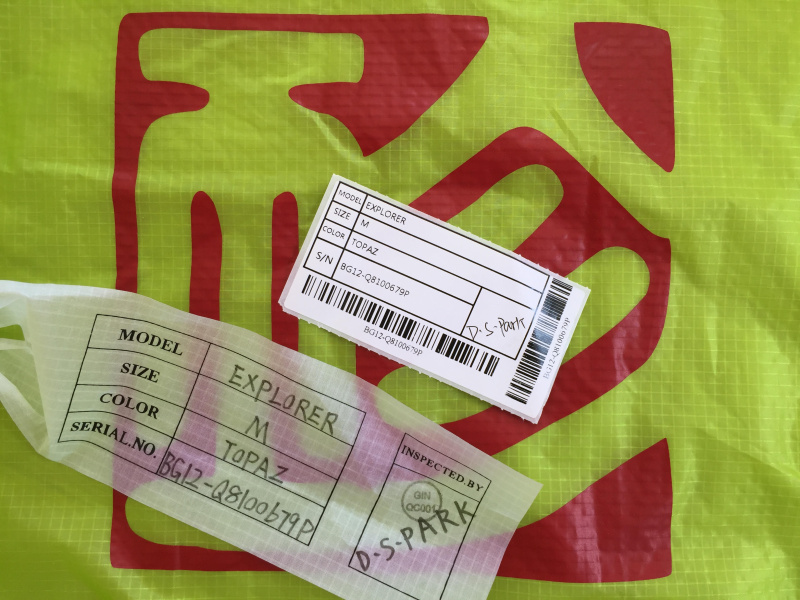 MODEL EXPLORER
SIZE M
COLOR TOPAZ
S/N BG12-Q8100679P
D-S-PARK
BG12-Q8100679P
BG12-Q8100679P
MODEL EXPLORER
SIZE M
COLOR TOPAZ
SERIAL.NO. BG12-Q8100679P
INSPECTED.BY
GIN
QC001
D-S-PARK